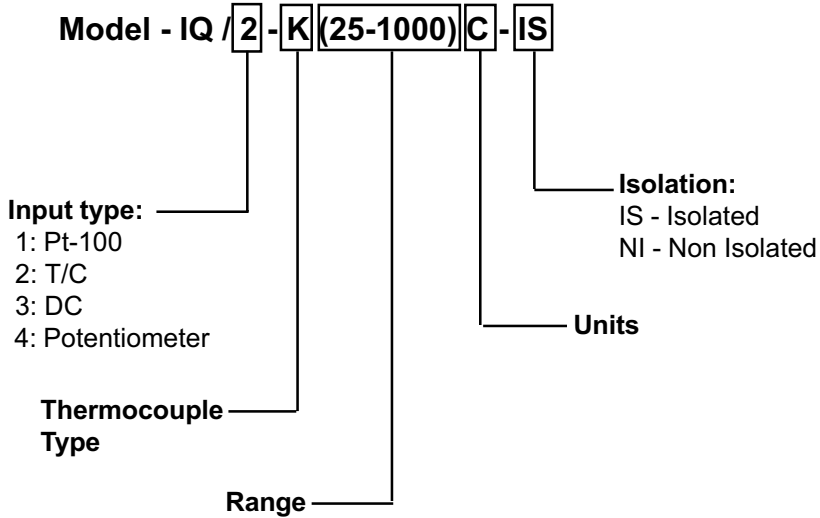 Model - IQ / 2 - K (25-1000) C - IS
Isolation:
IS - Isolated
NI - Non Isolated
Input type:
1: Pt-100
2: T/C
3: DC
4: Potentiometer
Units
Thermocouple
Type
Range